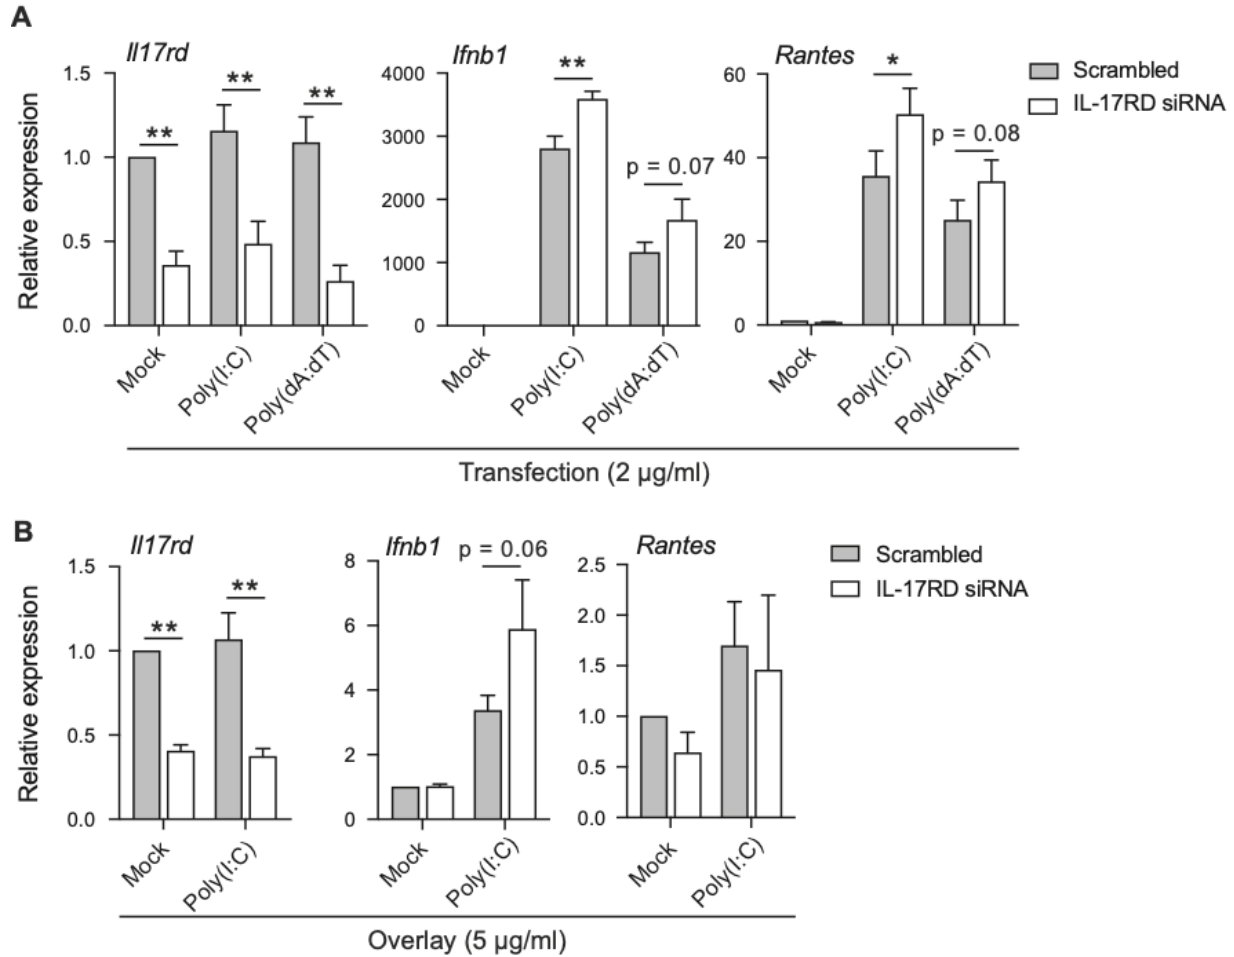 A
Il17rd
Ifnb1
Rantes
Scrambled
IL-17RD siRNA
Relative expression
1.5
1.0
0.5
0.0
**
**
**
4000
3000
2000
1000
0
**
p = 0.07
60
40
20
0
*
p = 0.08
Mock
Poly(I:C)
Poly(dA:dT)
Mock
Poly(I:C)
Poly(dA:dT)
Mock
Poly(I:C)
Poly(dA:dT)
Transfection (2 µg/ml)
B
Il17rd
Ifnb1
Rantes
Scrambled
IL-17RD siRNA
Relative expression
1.5
1.0
0.5
0.0
**
**
8
6
4
2
0
p = 0.06
2.5
2.0
1.5
1.0
0.5
0.0
Mock
Poly(I:C)
Mock
Poly(I:C)
Mock
Poly(I:C)
Overlay (5 µg/ml)